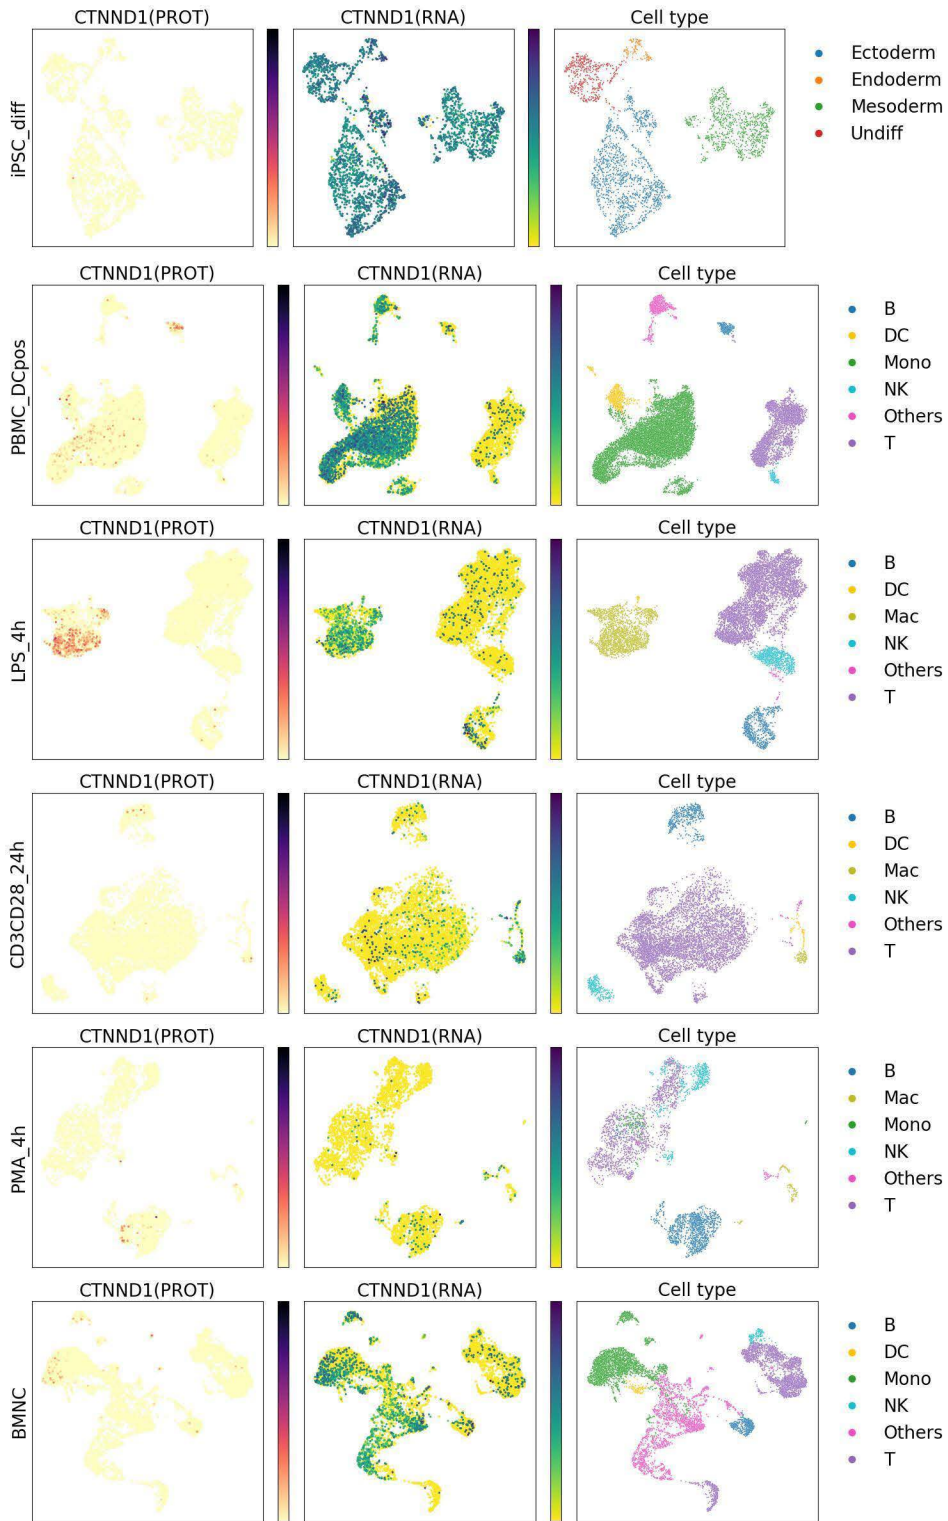 CTNND1(PROT) CTNND1(RNA) Cell type
iPSC_diff
Ectoderm
Endoderm
Mesoderm
Undiff
CTNND1(PROT) CTNND1(RNA) Cell type
PBMC_DCpos
B
DC
Mono
NK
Others
T
CTNND1(PROT) CTNND1(RNA) Cell type
LPS_4h
B
DC
Mac
NK
Others
T
CTNND1(PROT) CTNND1(RNA) Cell type
CD3CD28_24h
B
DC
Mac
NK
Others
T
CTNND1(PROT) CTNND1(RNA) Cell type
PMA_4h
B
Mac
Mono
NK
Others
T
CTNND1(PROT) CTNND1(RNA) Cell type
BMNC
B
DC
Mono
NK
Others
T